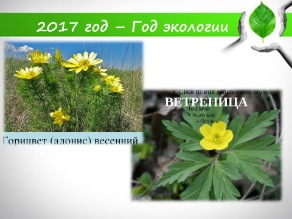 2017 год – Год экологии
Горицвет (адонис) весенний
ВЕТРЕНИЦА